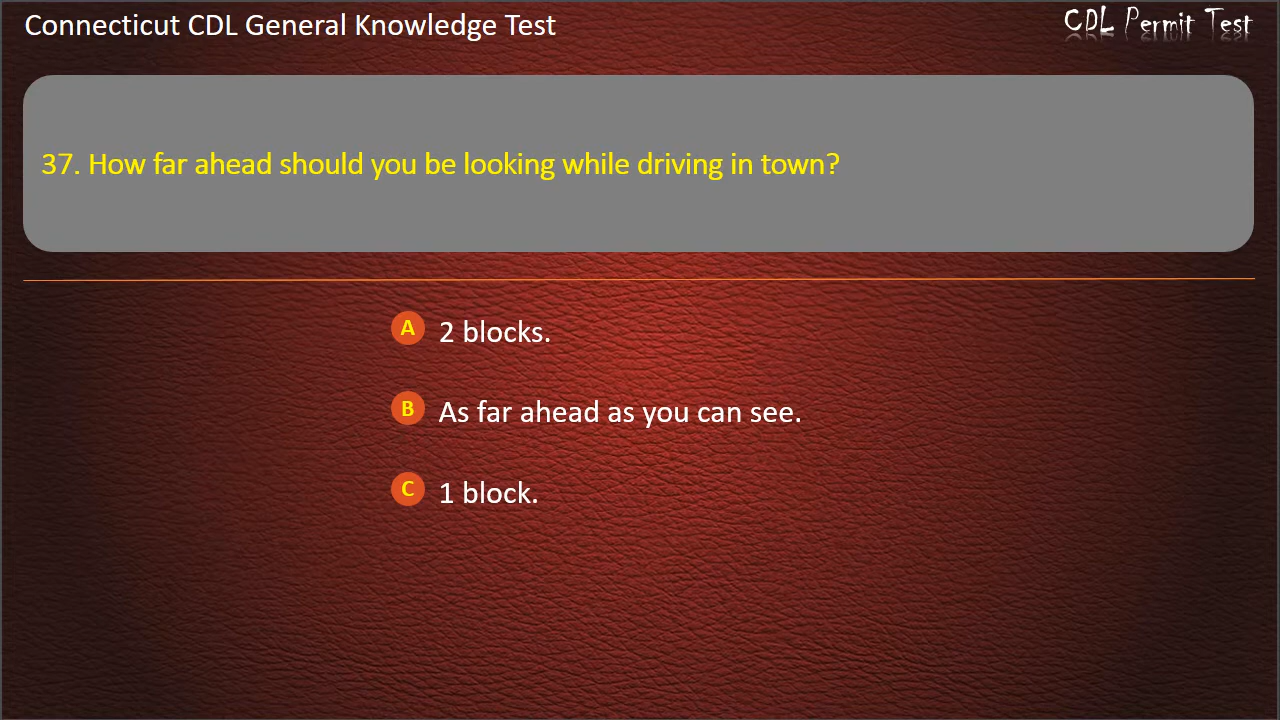 Connecticut CDL General Knowledge Test
CDL Permit Test
37. How far ahead should you be looking while driving in town?
A 2 blocks.
B As far ahead as you can see.
C 1 block.